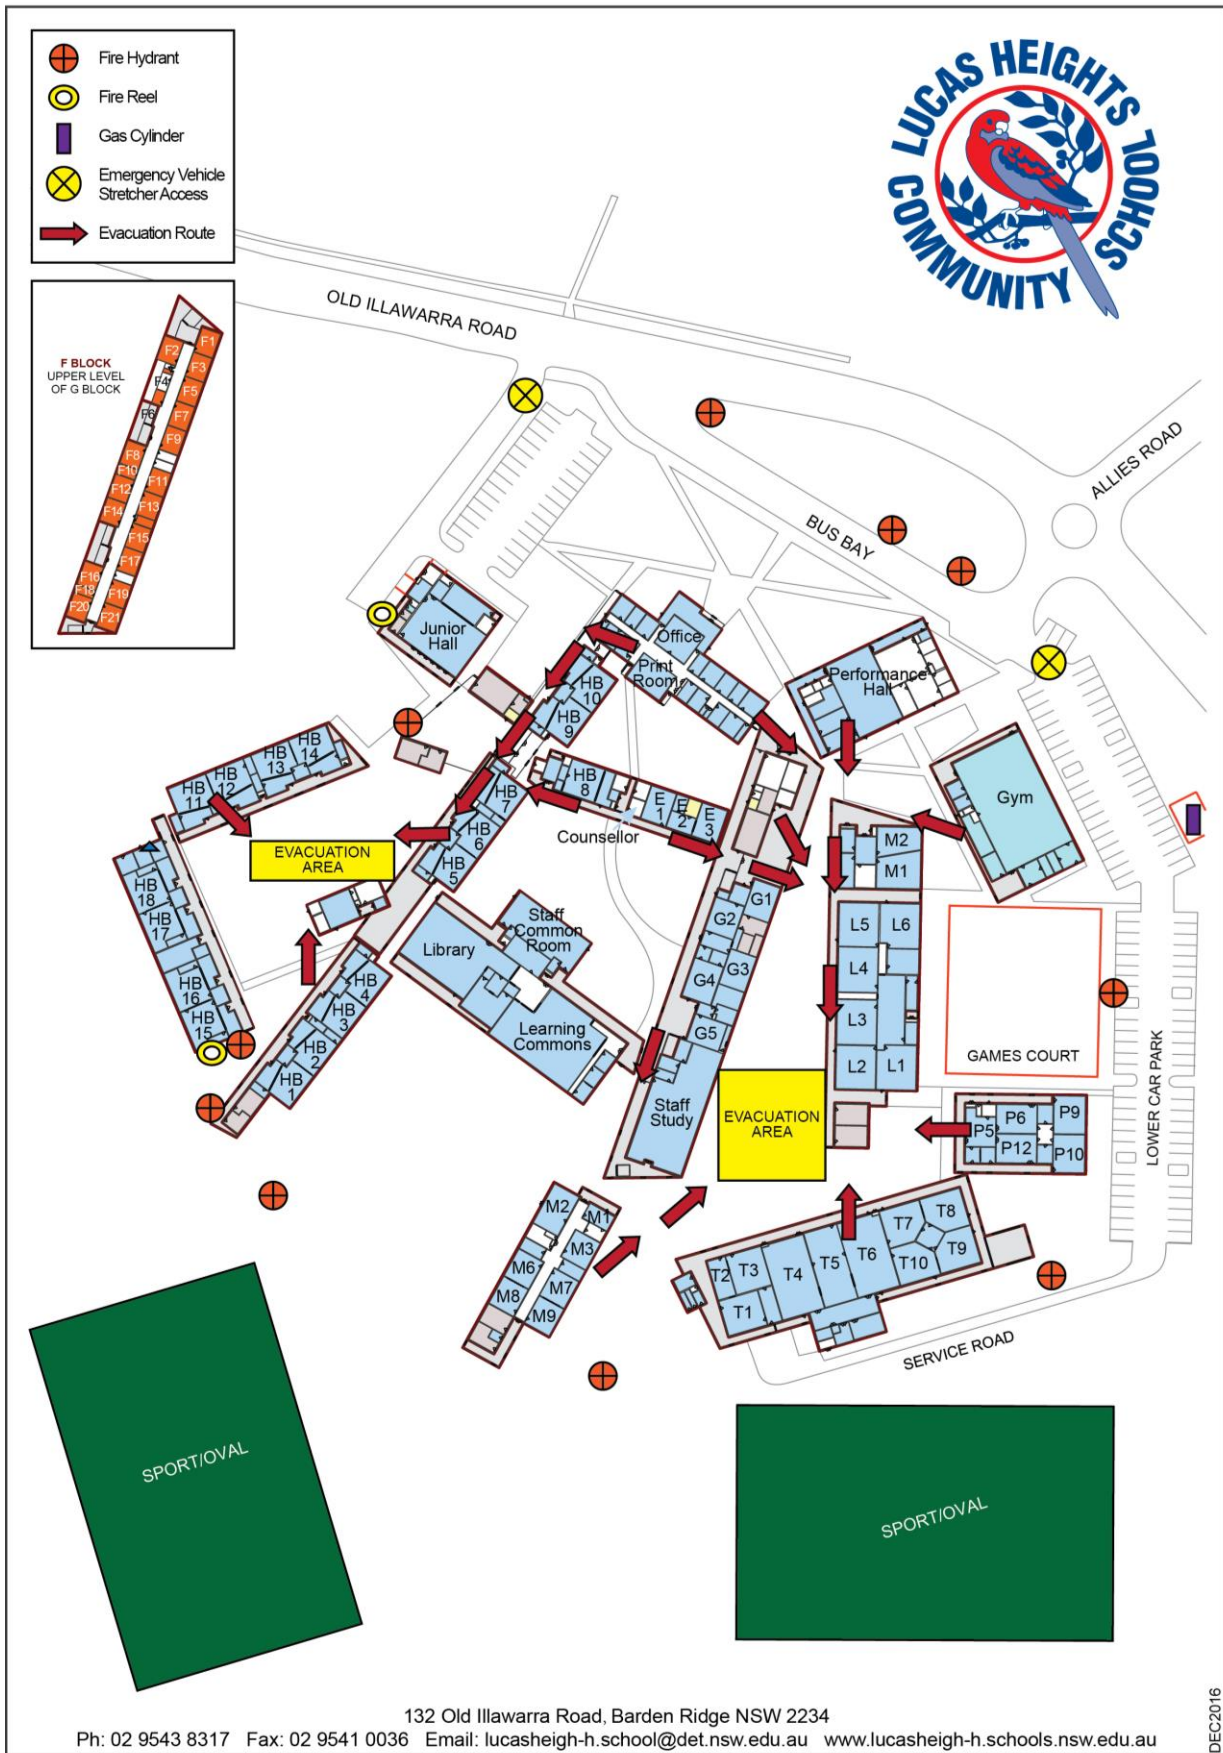 Fire Hydrant
Fire Reel
Gas Cylinder
Emergency Vehicle
Stretcher Access
Evacuation Route
LUCAS HEIGHTS
COMMUNITY SCHOOL
F BLOCK
UPPER LEVEL
OF G BLOCK
F1
F2
F3
F4
F5
F6
F7
F8
F9
F10
F11
F12
F13
F14
F15
F16
F17
F18
F19
F20
F21
OLD ILLAWARRA ROAD
ALLIES ROAD
BUS BAY
Junior
Hall
Office
Print
Room
Performance
Hall
Gym
HB
10
HB
9
HB
14
HB
13
HB
12
HB
11
HB
8
HB
7
HB
6
HB
5
E
1
E
2
E
3
Counsellor
EVACUATION
AREA
M2
M1
HB
18
HB
17
HB
16
HB
15
Library
Staff
Common
Room
Learning
Commons
G1
G2
G3
G4
G5
Staff
Study
L5
L6
L4
L3
L2
L1
GAMES COURT
LOWER CAR PARK
HB
4
HB
3
HB
2
HB
1
EVACUATION
AREA
P5
P6
P9
P12
P10
M2
M1
M3
M6
M7
M8
M9
T2
T3
T1
T4
T5
T6
T7
T8
T9
T10
SERVICE ROAD
SPORT/OVAL
SPORT/OVAL
132 Old Illawarra Road, Barden Ridge NSW 2234
Ph: 02 9543 8317 Fax: 02 9541 0036 Email: lucasheigh-h.school@det.nsw.edu.au www.lucasheigh-h.schools.nsw.edu.au
DEC2016